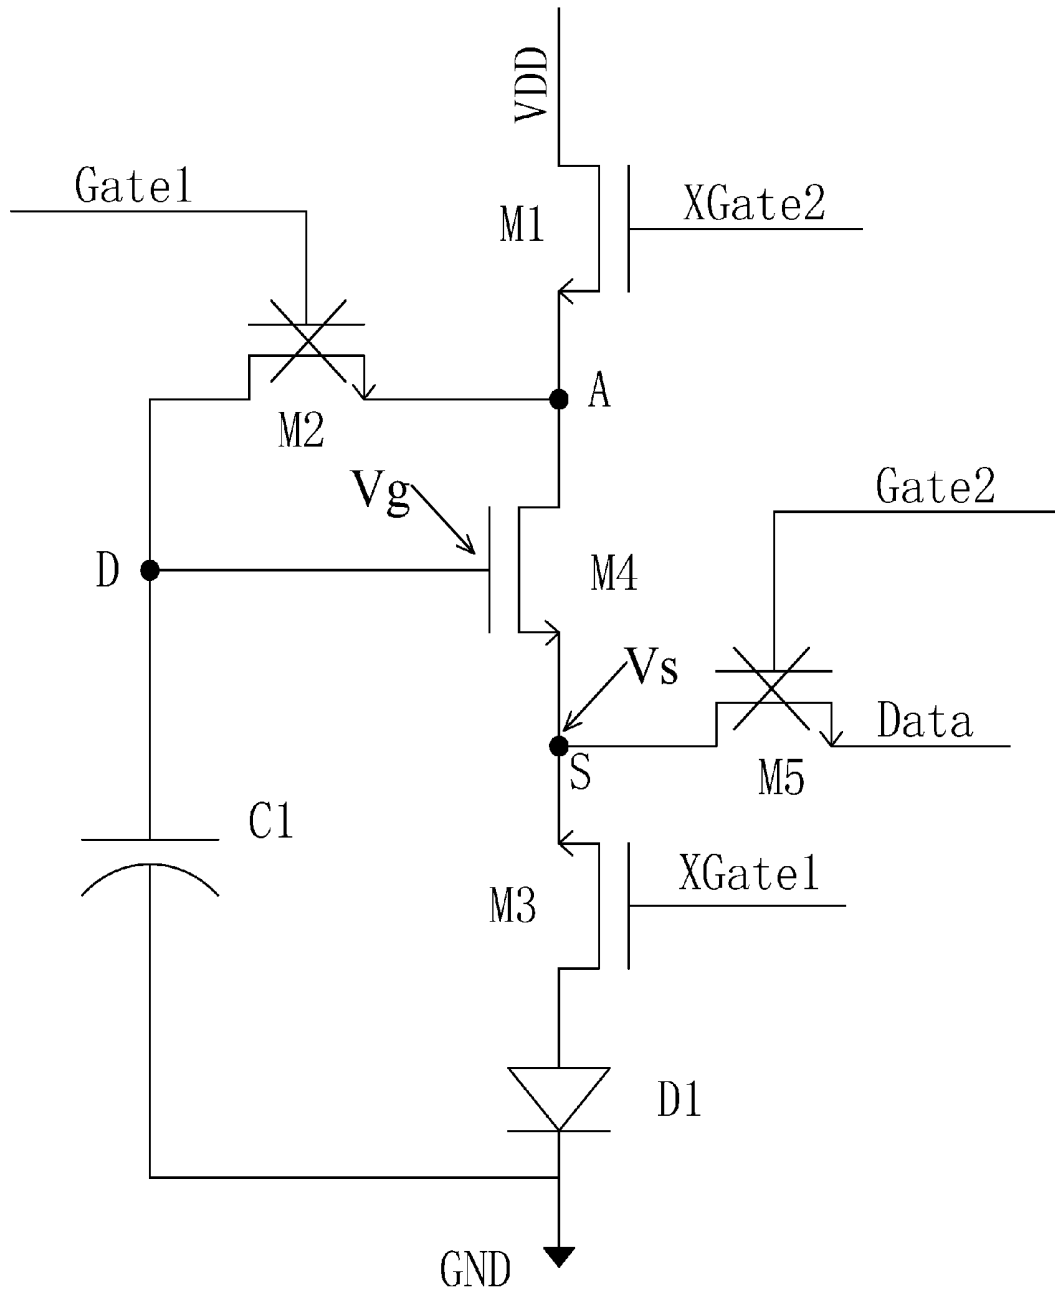 VDD
Gate1
XGate2
M1
A
M2
Vg
Gate2
D
M4
Vs
Data
S
M5
C1
XGate1
M3
D1
GND